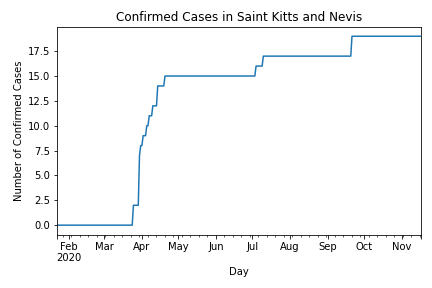 Confirmed Cases in Saint Kitts and Nevis
Number of Confirmed Cases
17.5
15.0
12.5
10.0
7.5
5.0
2.5
0.0
Feb Mar Apr May Jun Jul Aug Sep Oct Nov
2020
Day